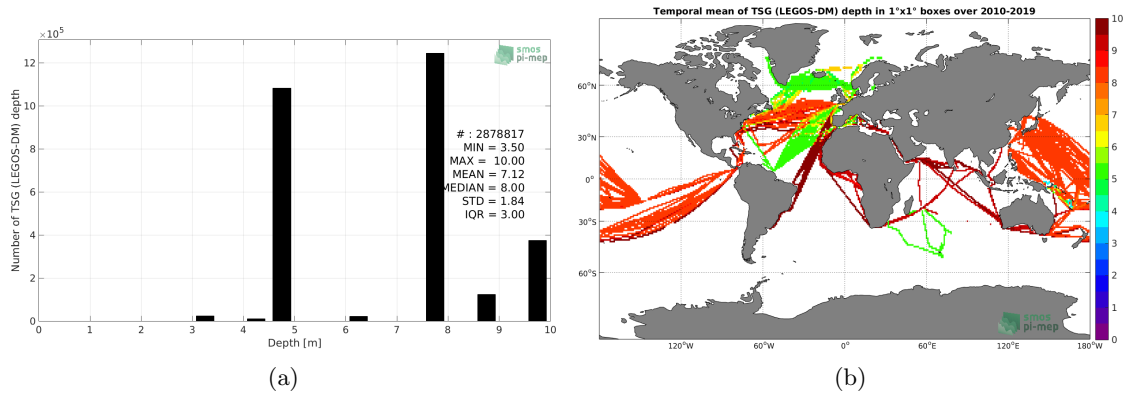 ×10⁵
smos
pi-mep
12
10
8
6
4
2
0
Number of TSG (LEGOS-DM) depth
# : 2878817
MIN = 3.50
MAX = 10.00
MEAN = 7.12
MEDIAN = 8.00
STD = 1.84
IQR = 3.00
0 1 2 3 4 5 6 7 8 9 10
Depth [m]
(a)
Temporal mean of TSG (LEGOS-DM) depth in 1°x1° boxes over 2010-2019
60°N
30°N
0°
30°S
60°S
120°W 60°W 0° 60°E 120°E 180°W
smos
pi-mep
10
9
8
7
6
5
4
3
2
1
0
(b)